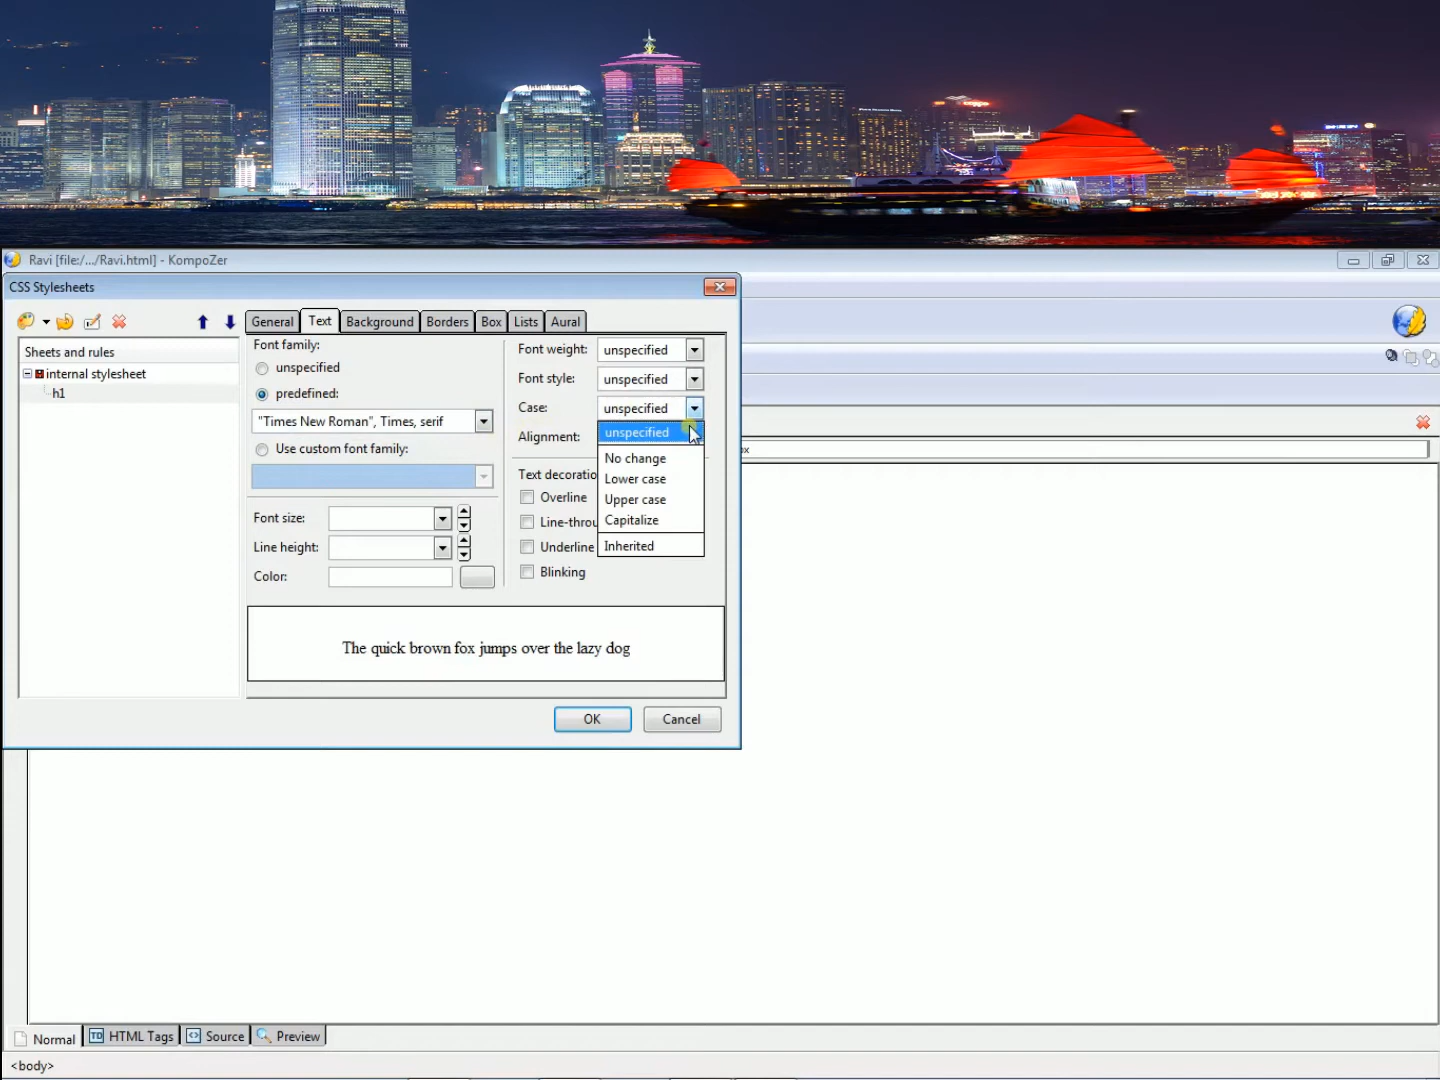 Ravi [file:/.../Ravi.html] - KompoZer
CSS Stylesheets
General Text Background Borders Box Lists Aural
Sheets and rules
internal stylesheet
h1
Font family:
unspecified
predefined:
"Times New Roman", Times, serif
Use custom font family:
Font size:
Line height:
Color:
Font weight: unspecified
Font style: unspecified
Case: unspecified
Alignment:
unspecified
No change
Lower case
Upper case
Capitalize
Inherited
Text decoratio
Overline
Line-throu
Underline
Blinking
The quick brown fox jumps over the lazy dog
OK Cancel
Normal HTML Tags Source Preview
<body>